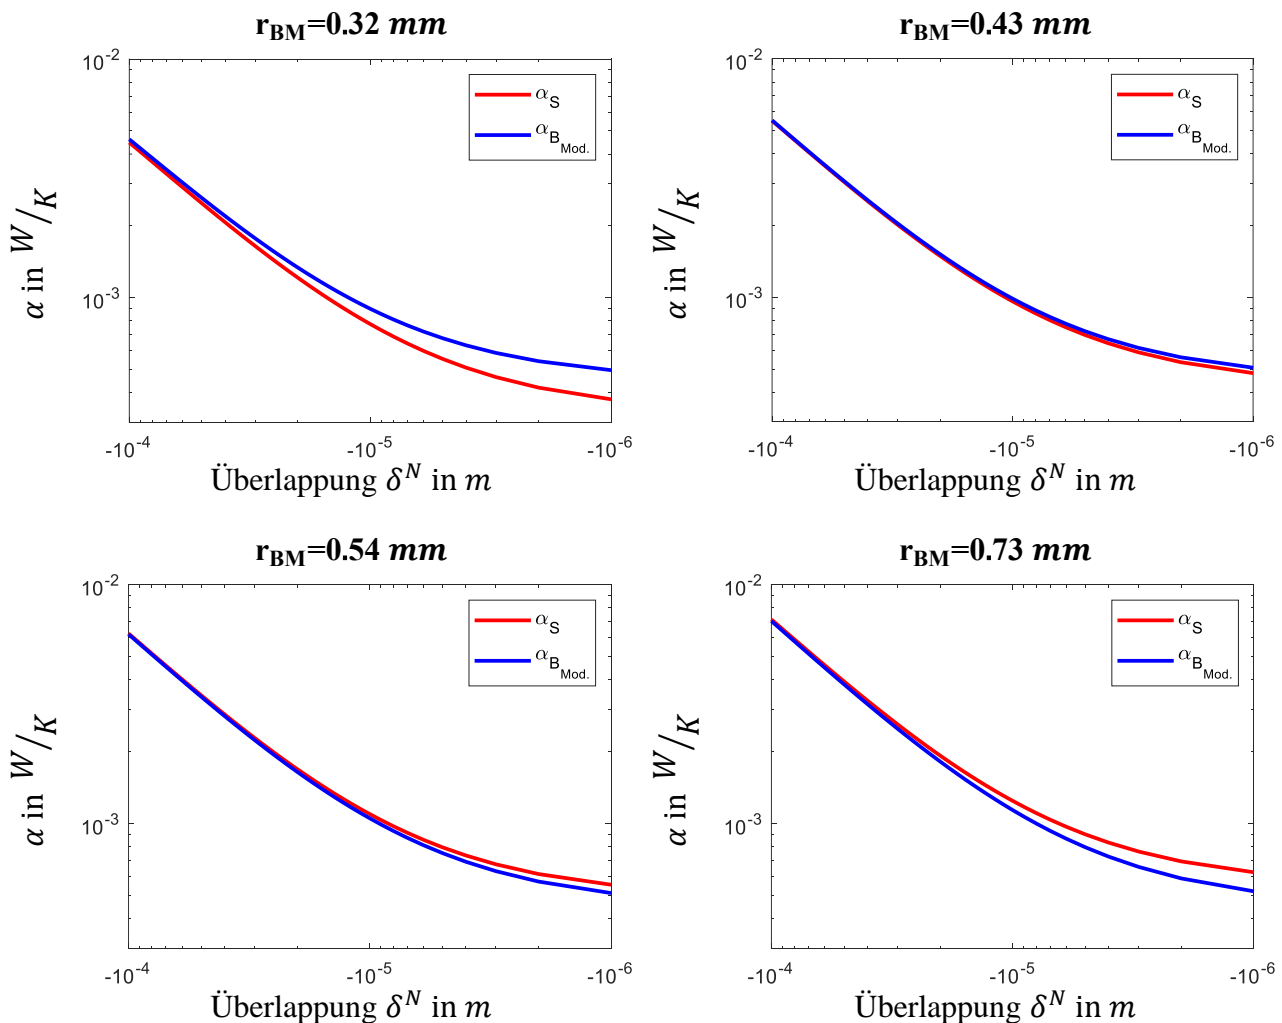 r_BM=0.32 mm
10^-2
α_S
α_B_Mod.
10^-3
α in W/K
-10^-4 -10^-5 -10^-6
Überlappung δ^N in m
r_BM=0.43 mm
10^-2
α_S
α_B_Mod.
10^-3
α in W/K
-10^-4 -10^-5 -10^-6
Überlappung δ^N in m
r_BM=0.54 mm
10^-2
α_S
α_B_Mod.
10^-3
α in W/K
-10^-4 -10^-5 -10^-6
Überlappung δ^N in m
r_BM=0.73 mm
10^-2
α_S
α_B_Mod.
10^-3
α in W/K
-10^-4 -10^-5 -10^-6
Überlappung δ^N in m